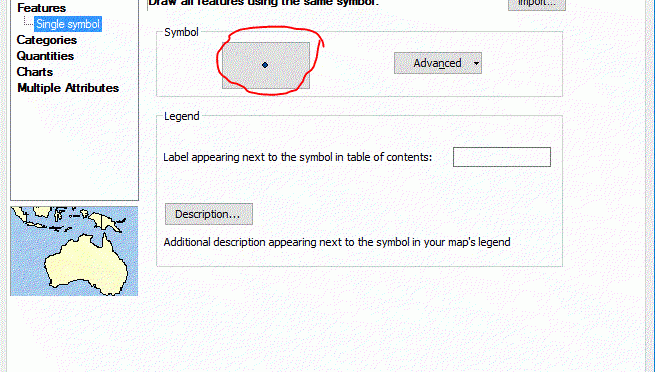 Features
Single symbol
Categories
Quantities
Charts
Multiple Attributes
Draw all features using the same symbol.
Import...
Symbol
Advanced
Legend
Label appearing next to the symbol in table of contents:
Description...
Additional description appearing next to the symbol in your map's legend